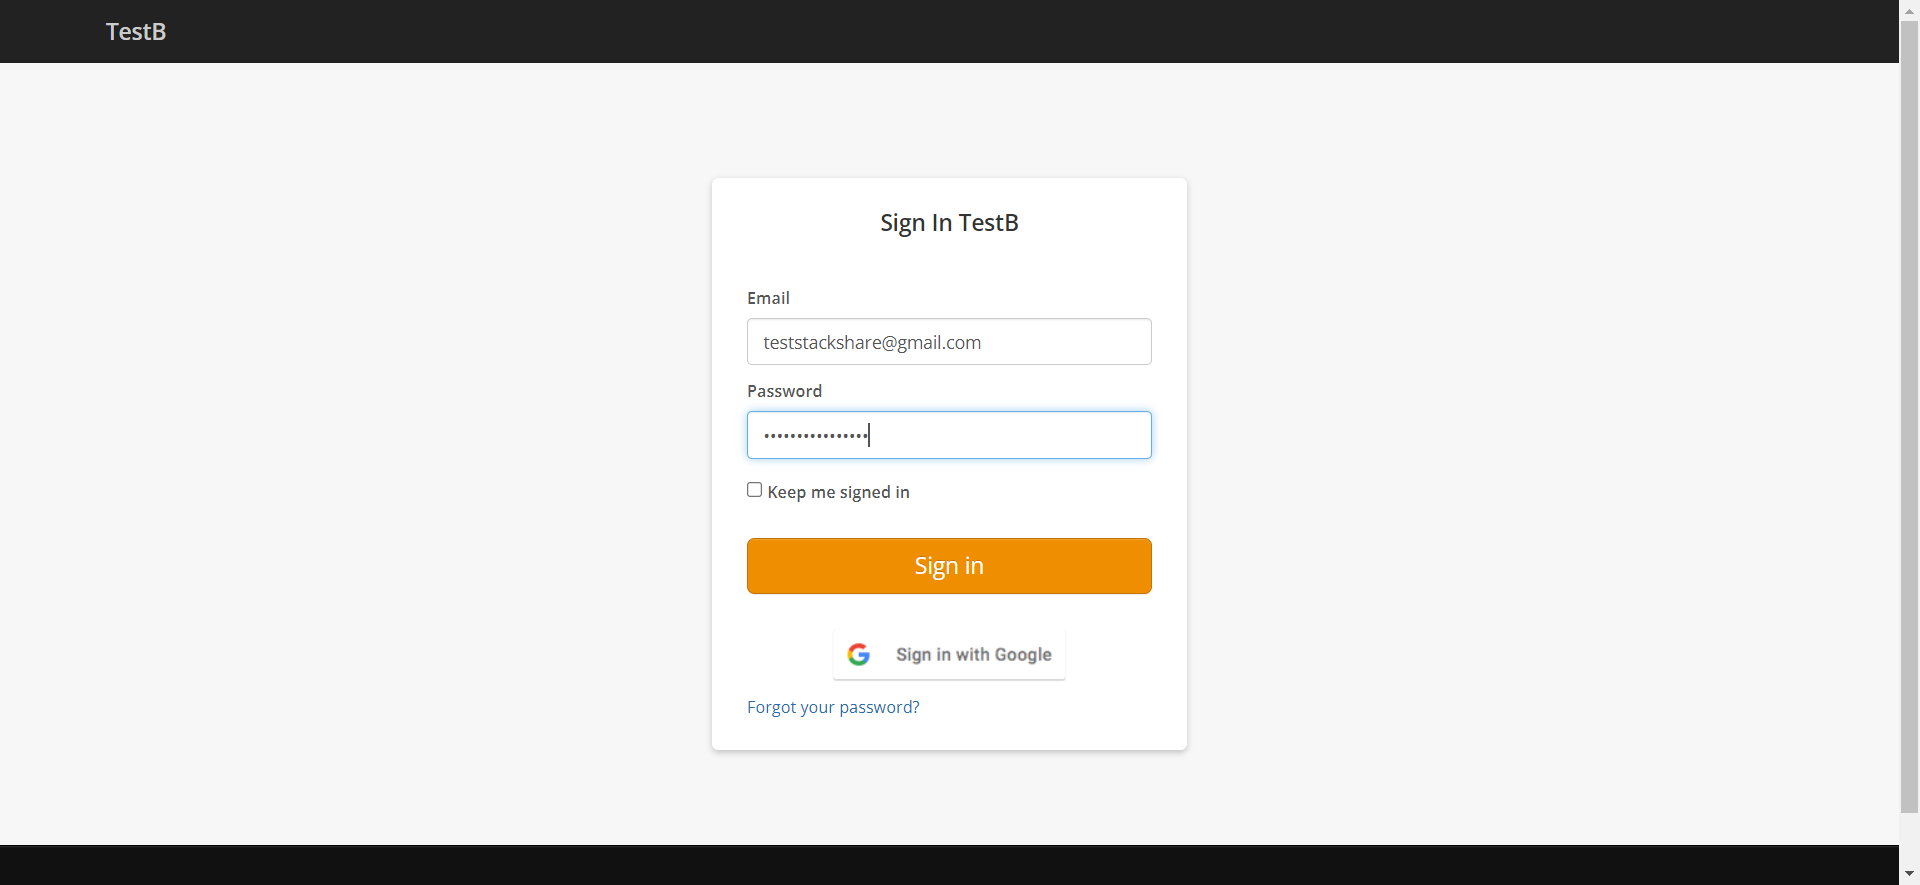 TestB
Sign In TestB
Email
teststackshare@gmail.com
Password
••••••••••••••••
Keep me signed in
Sign in
Sign in with Google
Forgot your password?